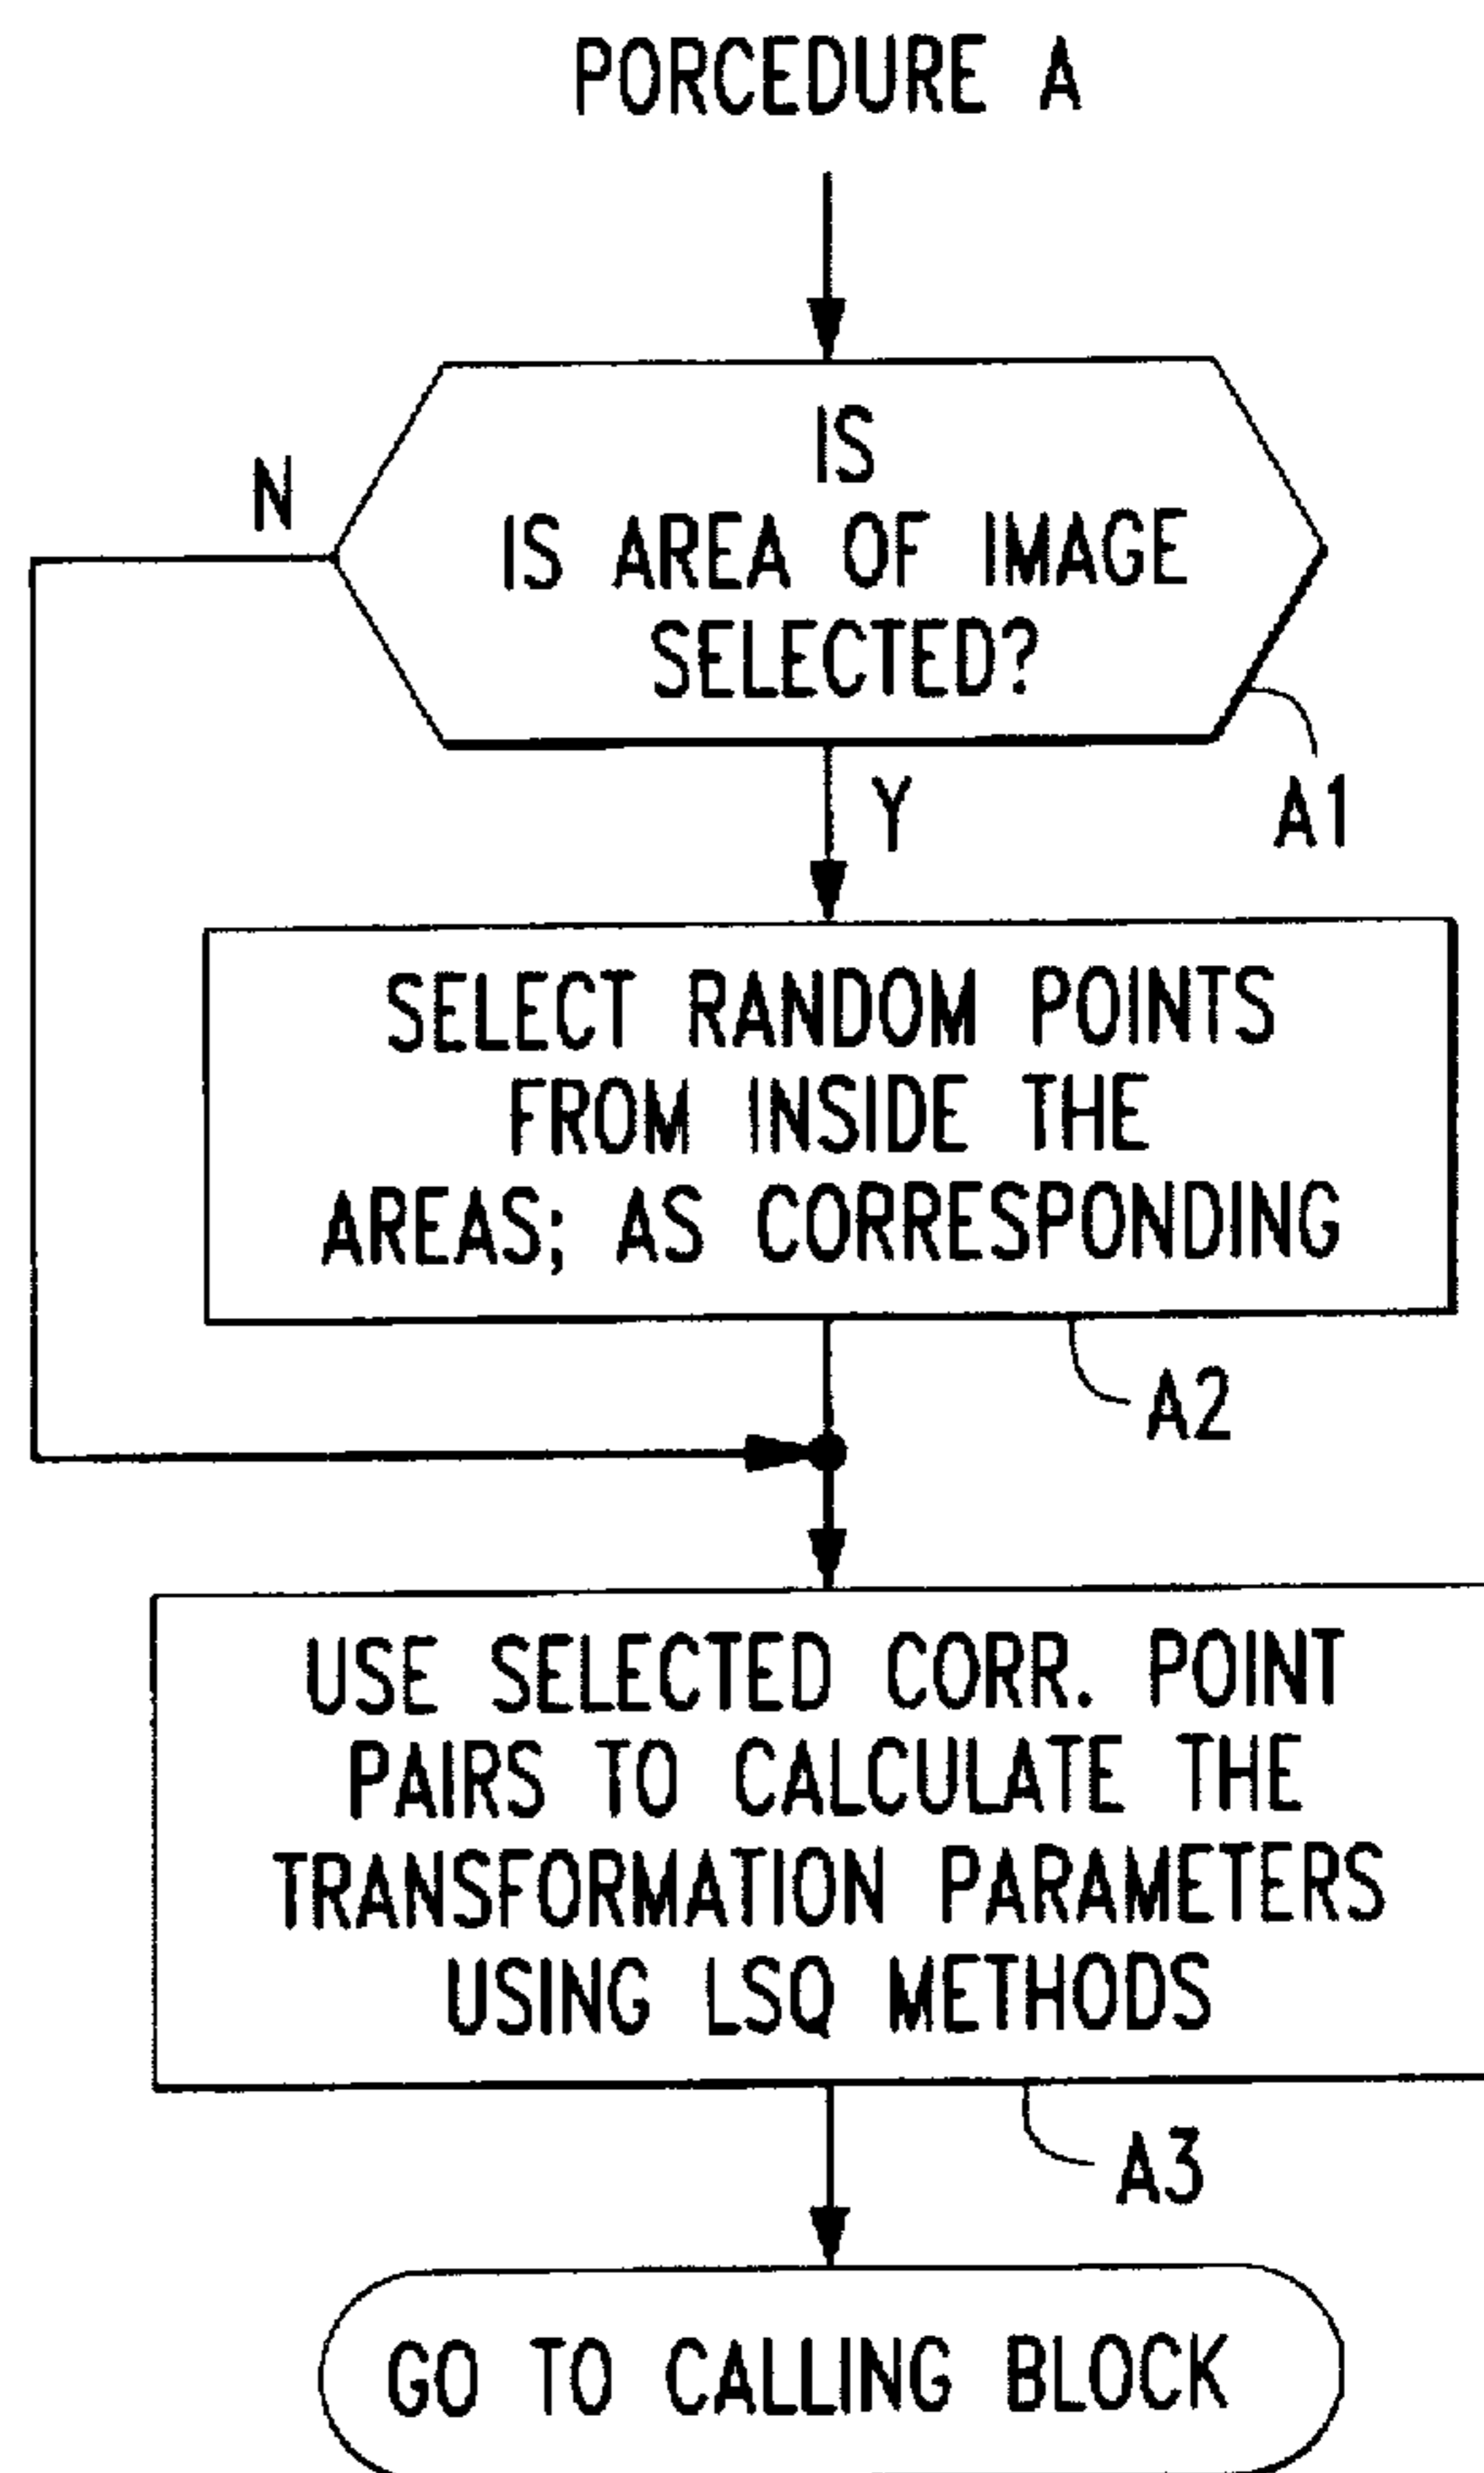 PORCEDURE A
IS
IS AREA OF IMAGE
SELECTED?
N
Y
A1
SELECT RANDOM POINTS
FROM INSIDE THE
AREAS; AS CORRESPONDING
A2
USE SELECTED CORR. POINT
PAIRS TO CALCULATE THE
TRANSFORMATION PARAMETERS
USING LSQ METHODS
A3
GO TO CALLING BLOCK